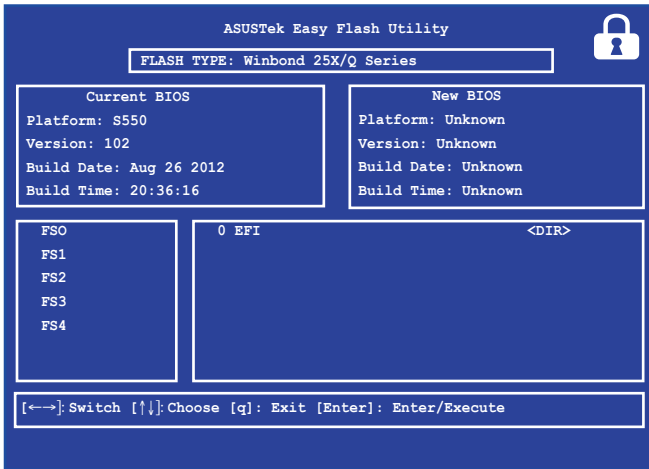 ASUSTek Easy Flash Utility
FLASH TYPE: Winbond 25X/Q Series
Current BIOS
Platform: S550
Version: 102
Build Date: Aug 26 2012
Build Time: 20:36:16
New BIOS
Platform: Unknown
Version: Unknown
Build Date: Unknown
Build Time: Unknown
FSO
FS1
FS2
FS3
FS4
0 EFI <DIR>
[←→]: Switch [↑↓]: Choose [q]: Exit [Enter]: Enter/Execute